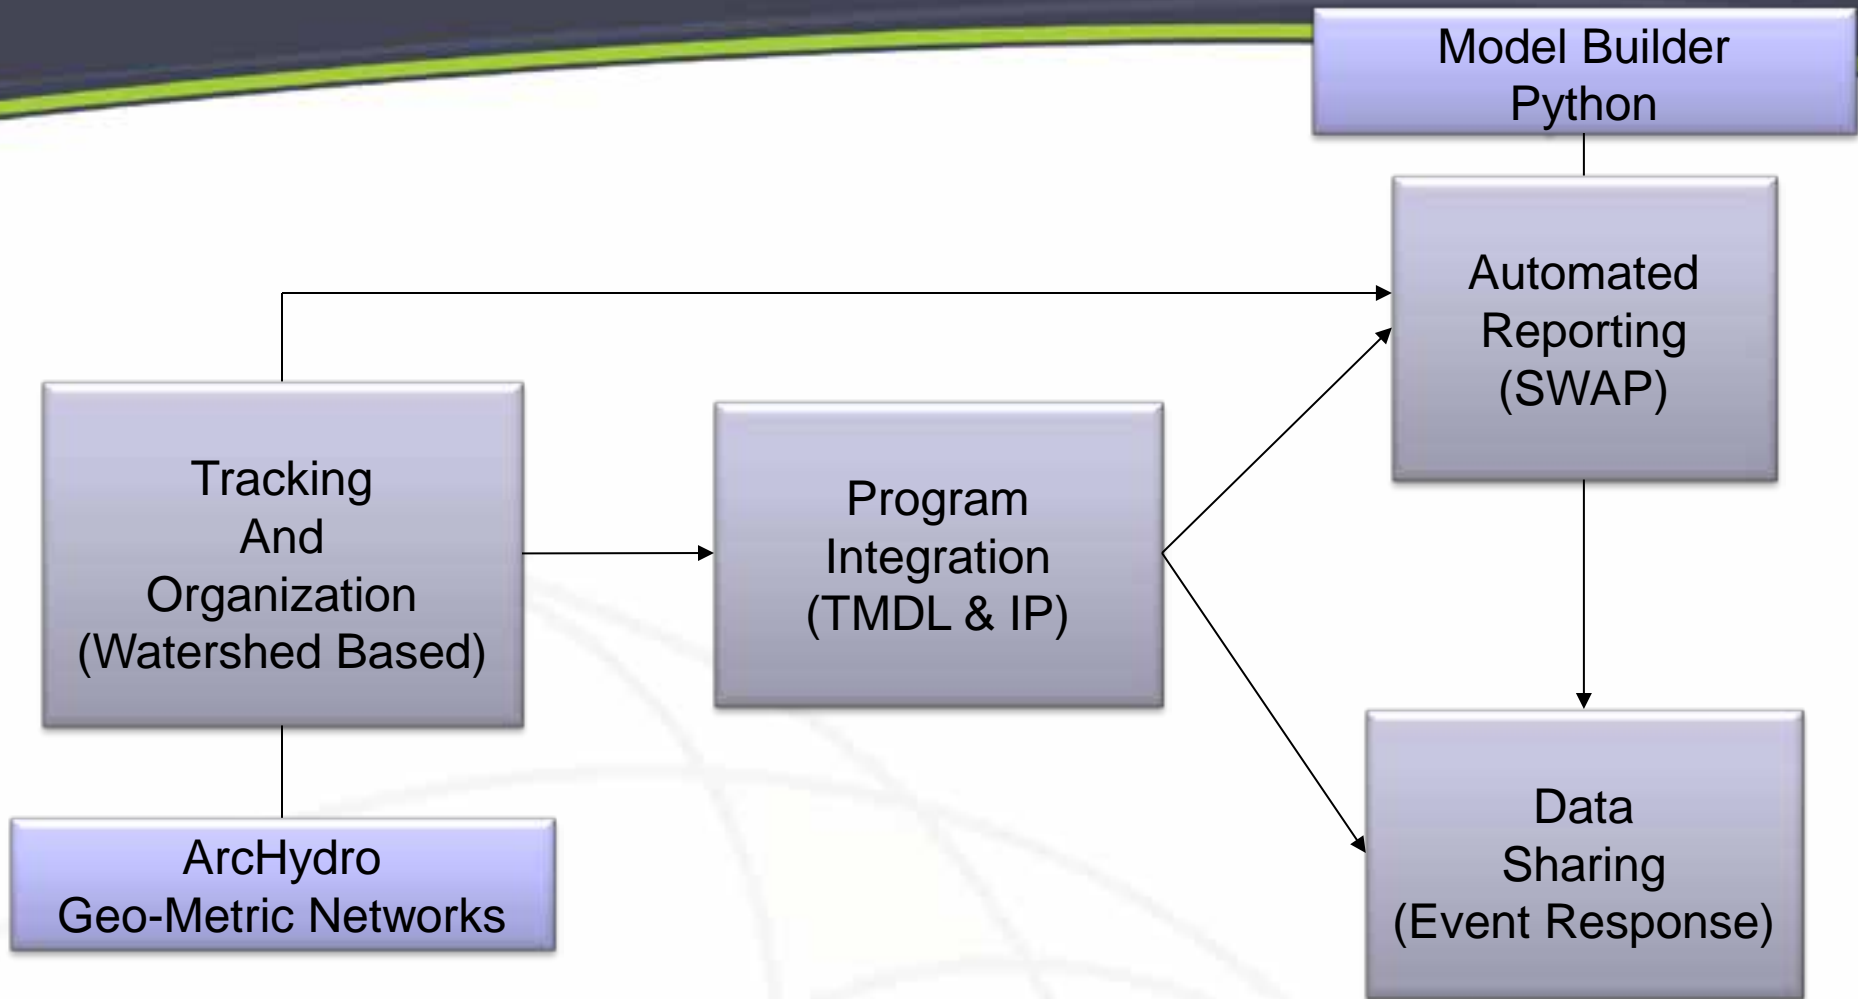 Model Builder
Python
Automated
Reporting
(SWAP)
Tracking
And
Organization
(Watershed Based)
Program
Integration
(TMDL & IP)
Data
Sharing
(Event Response)
ArcHydro
Geo-Metric Networks